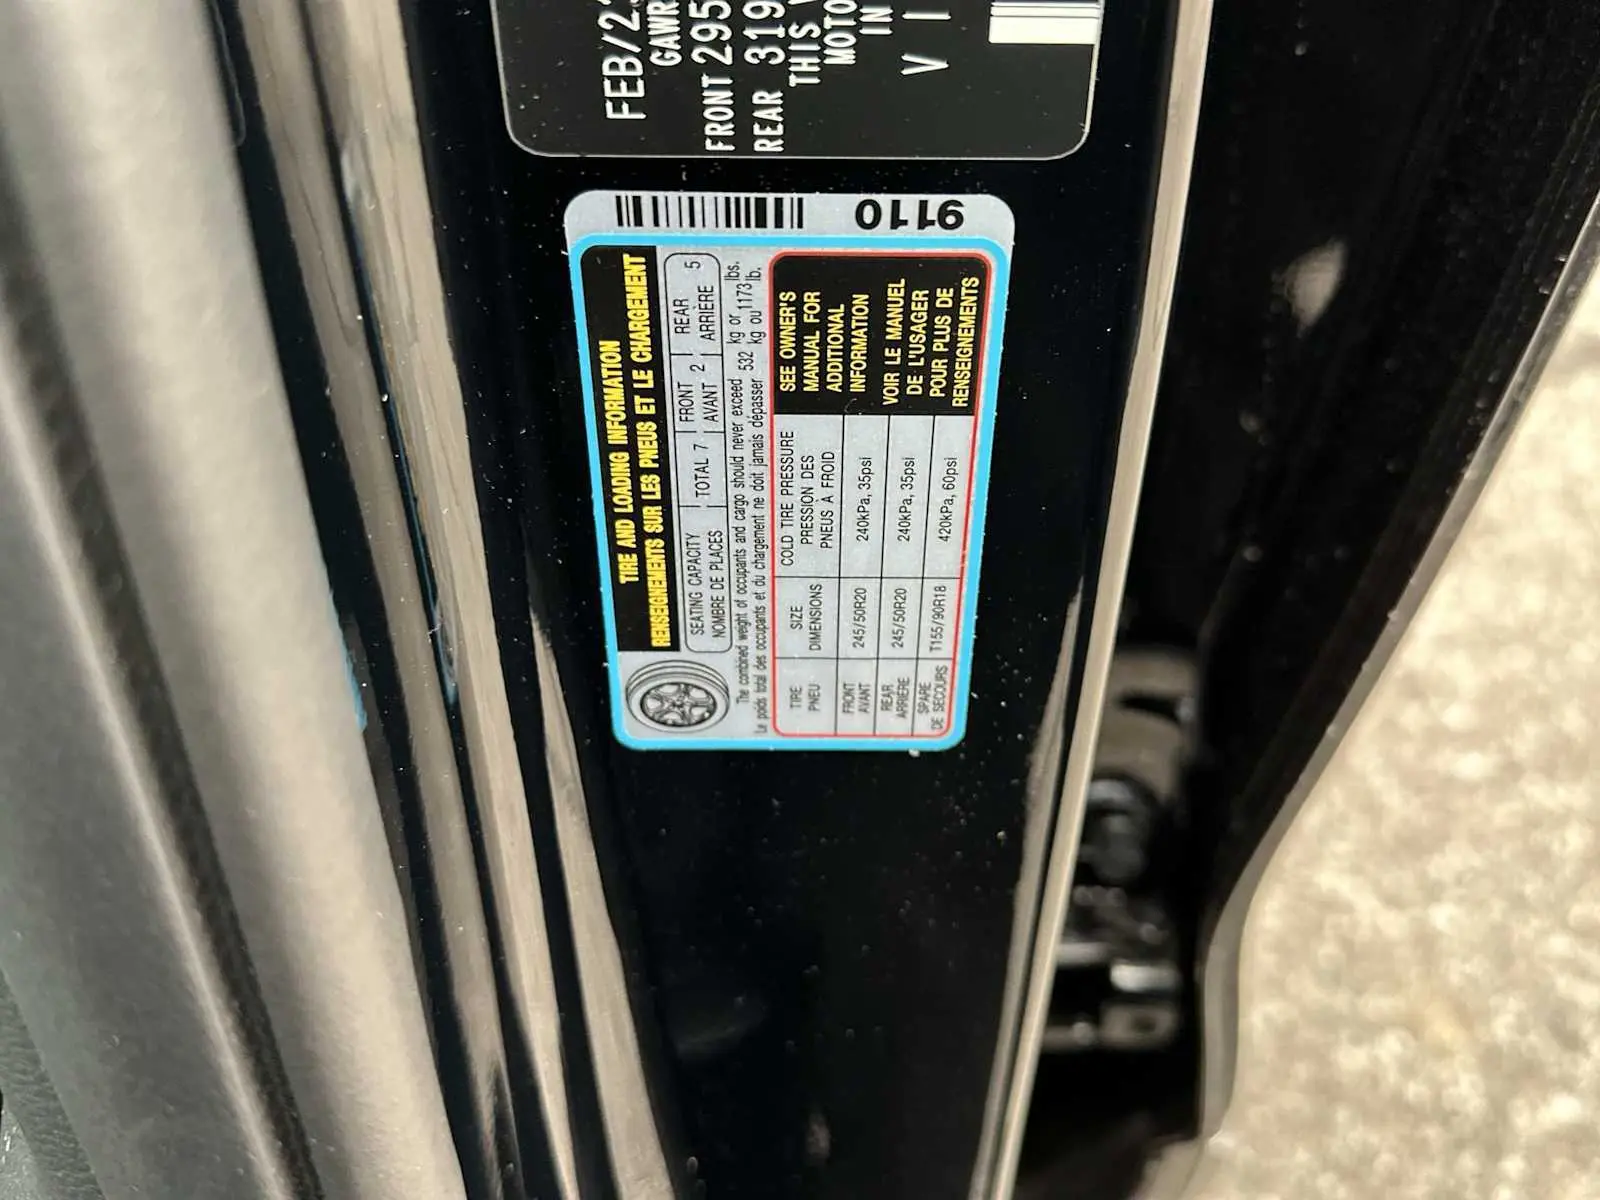 FEB/2
GAWR
FRONT 295
REAR 319
THIS
MOTO
IN
V I
9110
TIRE AND LOADING INFORMATION
RENSEIGNEMENTS SUR LES PNEUS ET LE CHARGEMENT
SEATING CAPACITY TOTAL 7 FRONT 2 REAR 5
NOMBRE DE PLACES AVANT ARRIÈRE
The combined weight of occupants and cargo should never exceed 532 kg or 1173 lbs.
Le poids total des occupants et du chargement ne doit jamais dépasser 532 kg ou 1173 lb.
TIRE SIZE COLD TIRE PRESSURE
PNEU DIMENSIONS PRESSION DES
PNEUS À FROID
FRONT
AVANT 245/50R20 240kPa, 35psi
REAR
ARRIÈRE 245/50R20 240kPa, 35psi
SPARE
DE SECOURS T155/90R18 420kPa, 60psi
SEE OWNER'S
MANUAL FOR
ADDITIONAL
INFORMATION
VOIR LE MANUEL
DE L'USAGER
POUR PLUS DE
RENSEIGNEMENTS